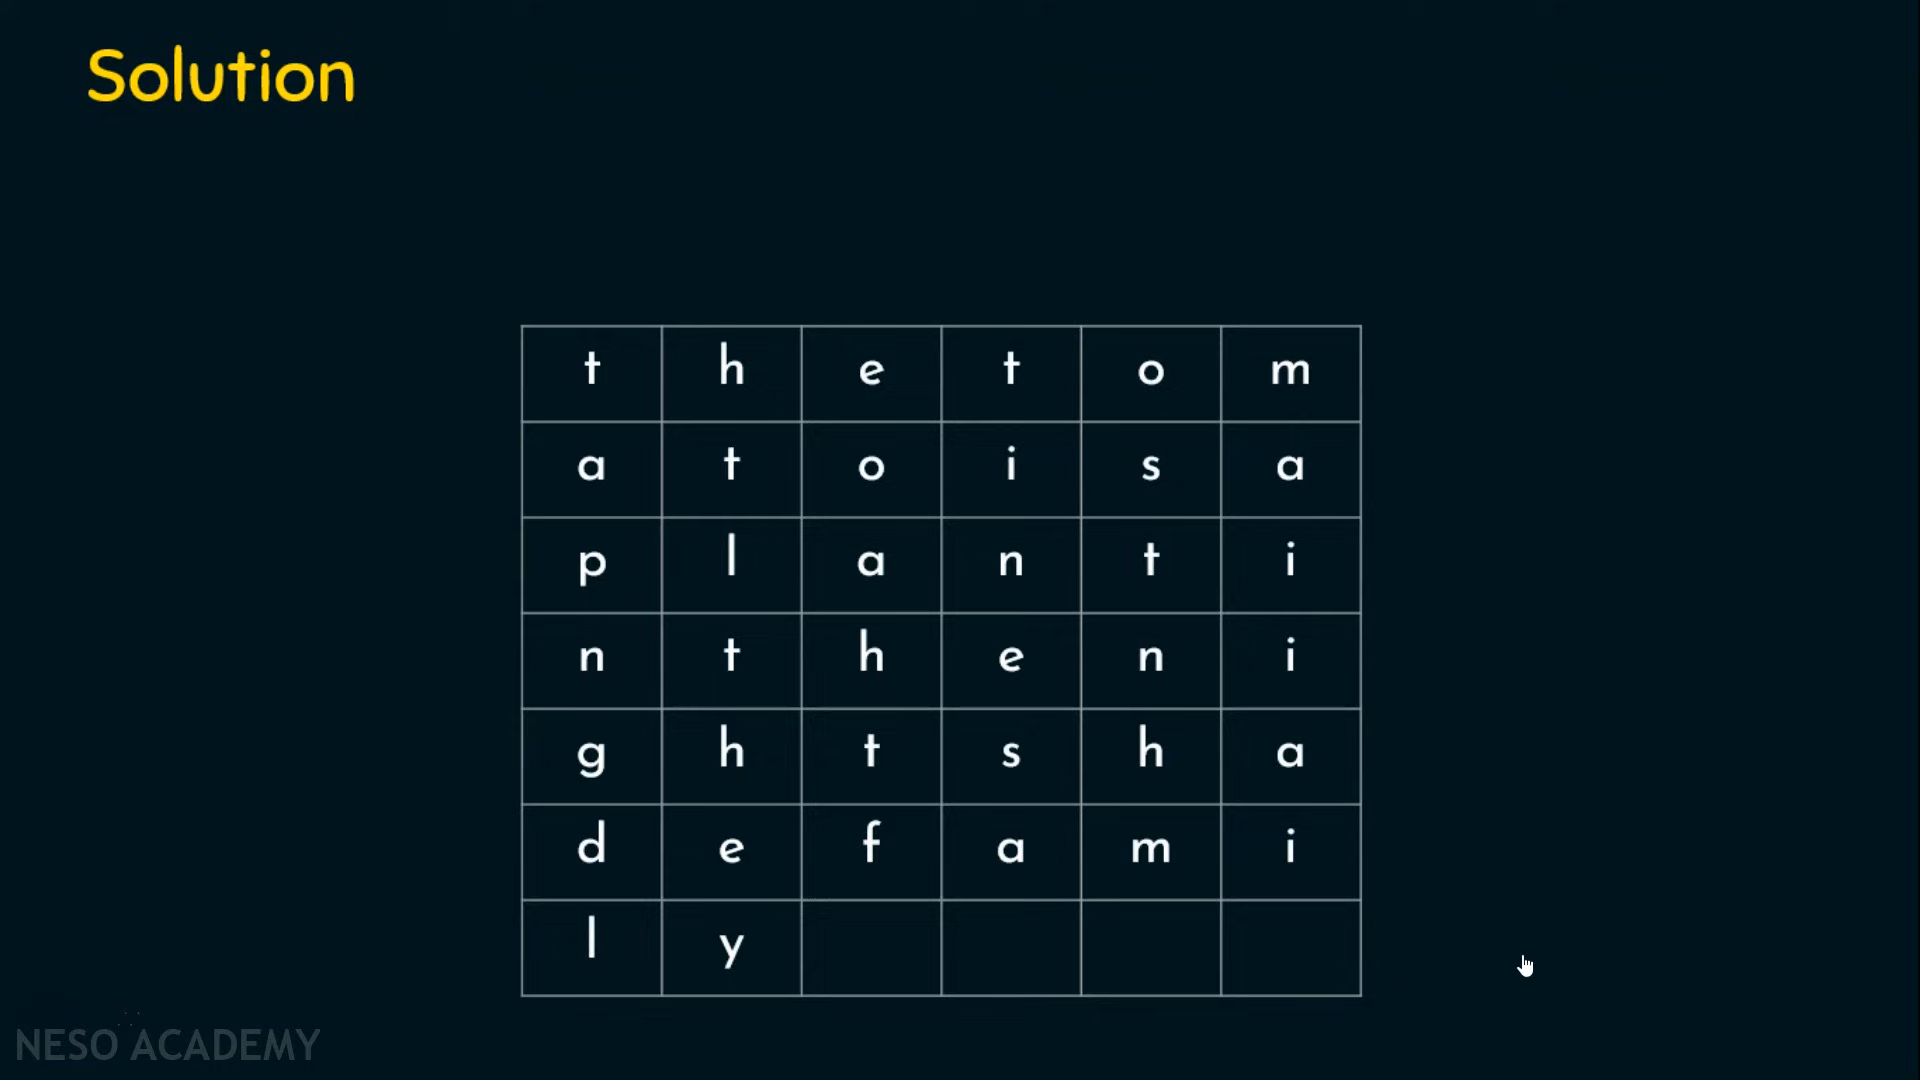 Solution
t h e t o m
a t o i s a
p l a n t i
n t h e n i
g h t s h a
d e f a m i
l y
NESO ACADEMY